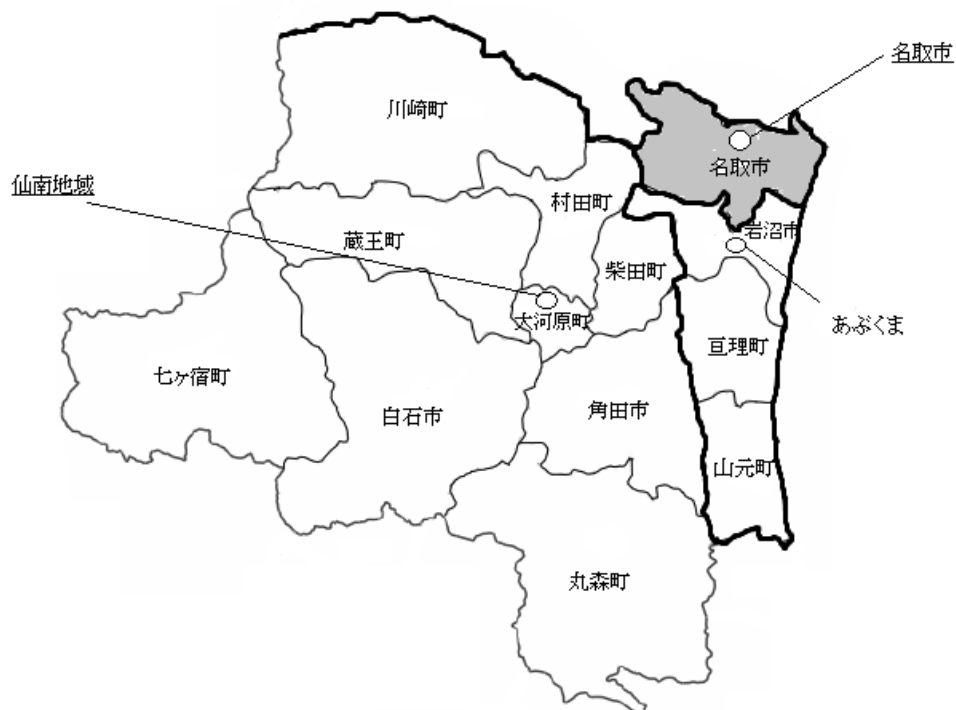 名取市
川崎町
名取市
仙南地域
村田町
岩沼市
蔵王町
柴田町
大河原町
あぶくま
亘理町
七ヶ宿町
白石市
角田市
山元町
丸森町